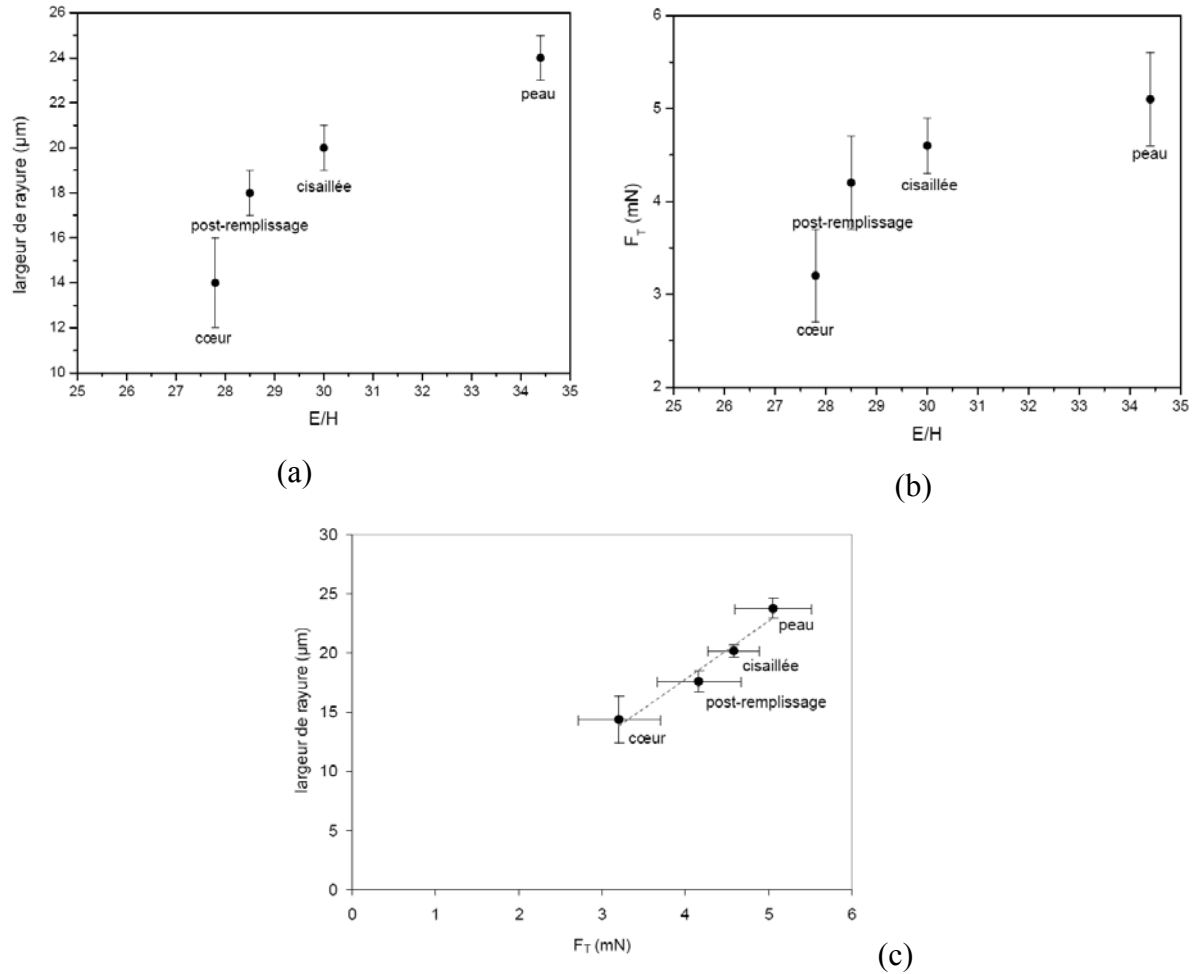 26
24
22
20
18
16
14
12
10
largeur de rayure (µm)
peau
cisaillée
post-remplissage
cœur
25 26 27 28 29 30 31 32 33 34 35
E/H
(a)
6
5
4
3
2
F_T (mN)
peau
cisaillée
post-remplissage
cœur
25 26 27 28 29 30 31 32 33 34 35
E/H
(b)
30
25
20
15
10
5
0
largeur de rayure (µm)
peau
cisaillée
post-remplissage
cœur
0 1 2 3 4 5 6
F_T (mN)
(c)